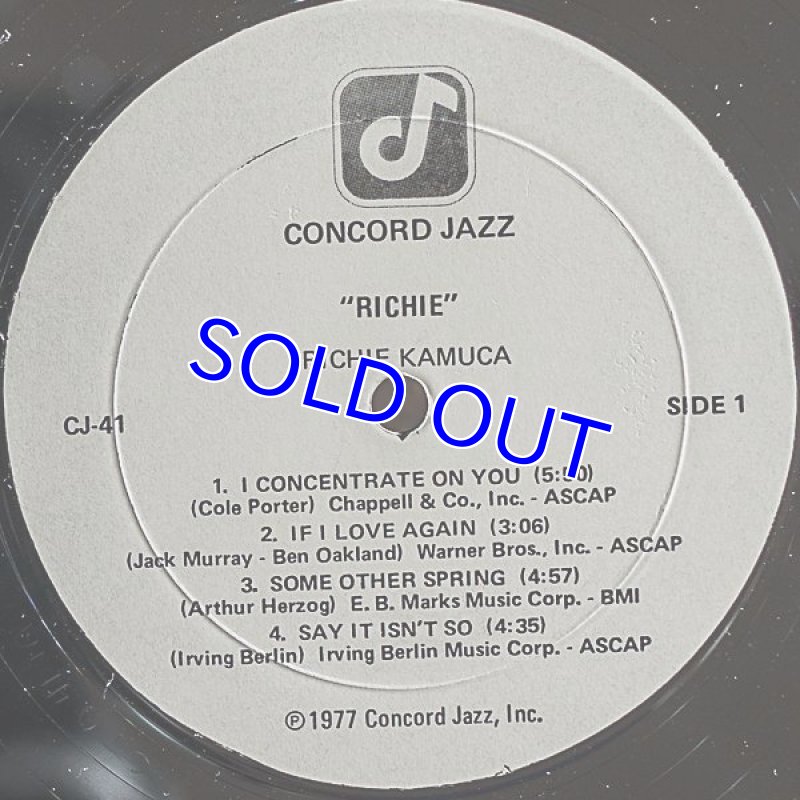 CONCORD JAZZ
"RICHIE"
RICHIE KAMUCA
SOLD OUT
CJ-41
SIDE 1
1. I CONCENTRATE ON YOU
(Cole Porter) Chappell & Co., Inc. - ASCAP
2. IF I LOVE AGAIN (3:06)
(Jack Murray - Ben Oakland) Warner Bros., Inc. - ASCAP
3. SOME OTHER SPRING (4:57)
(Arthur Herzog) E. B. Marks Music Corp. - BMI
4. SAY IT ISN'T SO (4:35)
(Irving Berlin) Irving Berlin Music Corp. - ASCAP
℗1977 Concord Jazz, Inc.